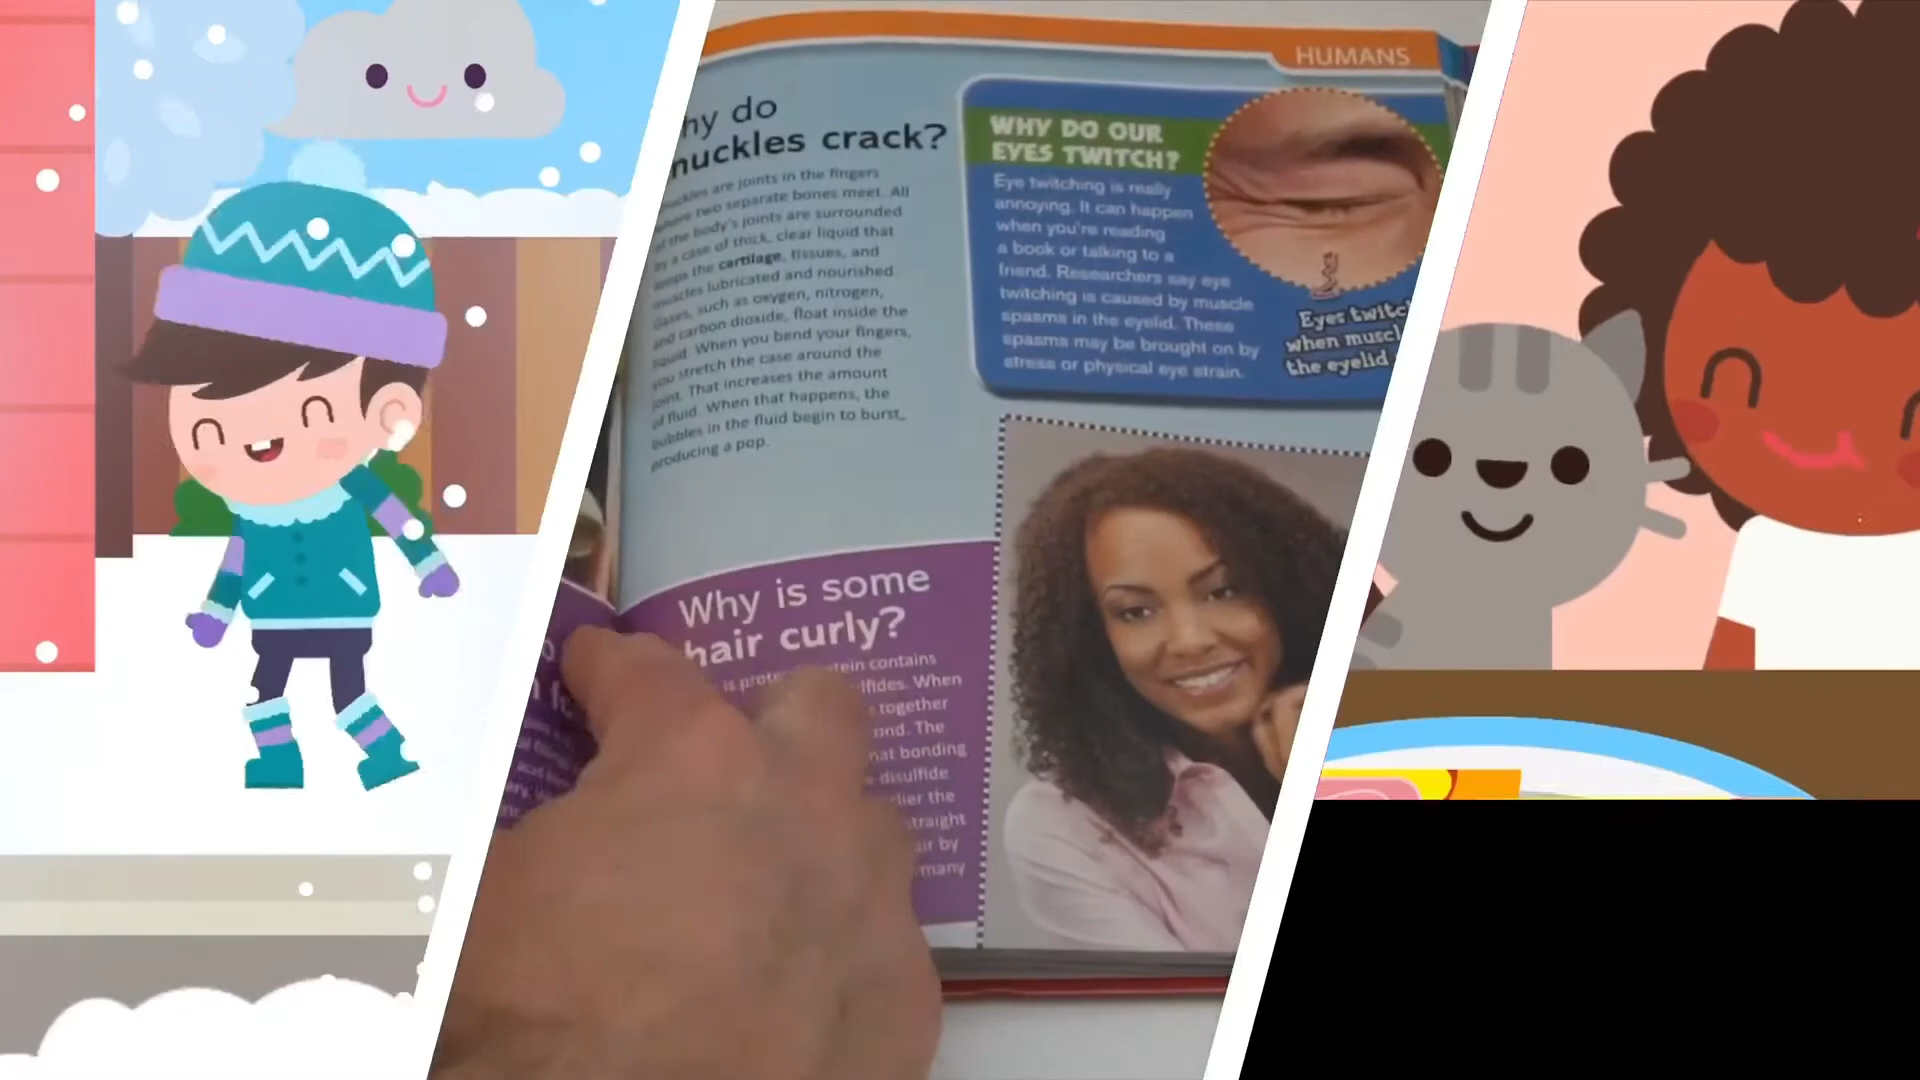 HUMANS
hy do
nuckles crack?
uckles are joints in the fingers
where two separate bones meet. All
of the body's joints are surrounded
by a case of thick, clear liquid that
keeps the cartilage, tissues, and
muscles lubricated and nourished.
Gases, such as oxygen, nitrogen,
and carbon dioxide, float inside the
liquid. When you bend your fingers,
you stretch the case around the
joint. That increases the amount
of fluid. When that happens, the
bubbles in the fluid begin to burst,
producing a pop.
WHY DO OUR
EYES TWITCH?
Eye twitching is really
annoying. It can happen
when you're reading
a book or talking to a
friend. Researchers say eye
twitching is caused by muscle
spasms in the eyelid. These
spasms may be brought on by
stress or physical eye strain.
Eyes twitc
when muscl
the eyelid
Why is some
hair curly?
is prote tein contains
lfides. When
together
ond. The
hat bonding
disulfide
lier the
straight
air by
many